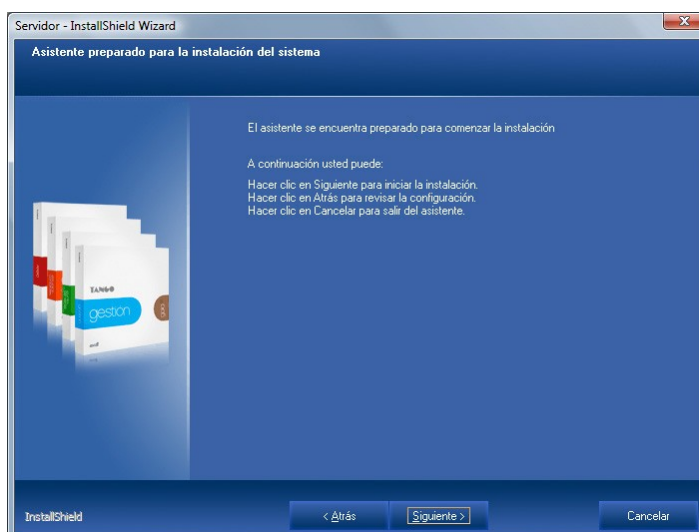 Servidor - InstallShield Wizard
Asistente preparado para la instalación del sistema
El asistente se encuentra preparado para comenzar la instalación
A continuación usted puede:
Hacer clic en Siguiente para iniciar la instalación.
Hacer clic en Atrás para revisar la configuración.
Hacer clic en Cancelar para salir del asistente.
TANGO
gestion
InstallShield
< Atrás
Siguiente >
Cancelar